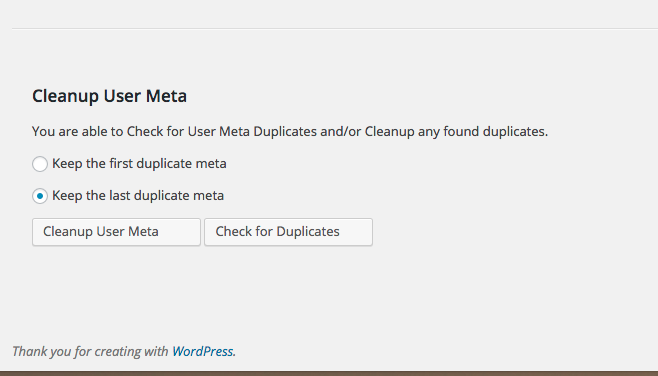 Cleanup User Meta
You are able to Check for User Meta Duplicates and/or Cleanup any found duplicates.
Keep the first duplicate meta
Keep the last duplicate meta
Cleanup User Meta
Check for Duplicates
Thank you for creating with WordPress.